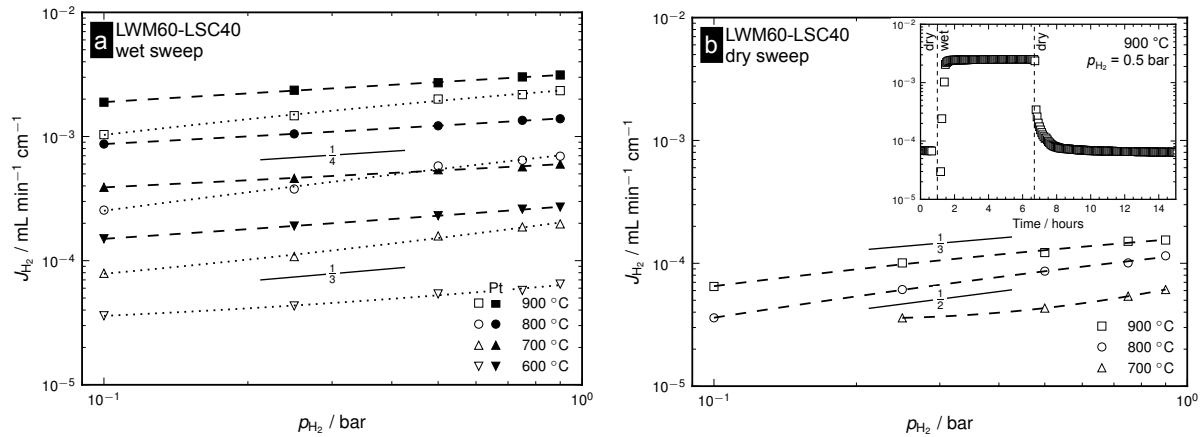 a
LWM60-LSC40
wet sweep
10⁻²
10⁻³
10⁻⁴
10⁻⁵
J_H₂ / mL min⁻¹ cm⁻¹
1/4
1/3
Pt
900 °C
800 °C
700 °C
600 °C
10⁻¹
10⁰
p_H₂ / bar
b
LWM60-LSC40
dry sweep
10⁻²
10⁻³
10⁻⁴
10⁻⁵
J_H₂ / mL min⁻¹ cm⁻¹
1/3
1/2
900 °C
800 °C
700 °C
10⁻¹
10⁰
p_H₂ / bar
dry
wet
dry
900 °C
p_H₂ = 0.5 bar
10⁻²
10⁻³
10⁻⁴
10⁻⁵
0 2 4 6 8 10 12 14
Time / hours